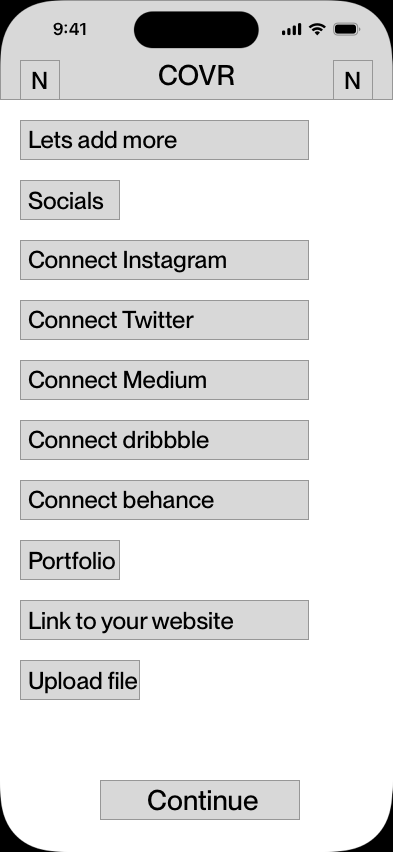 9:41
N COVR N
Lets add more
Socials
Connect Instagram
Connect Twitter
Connect Medium
Connect dribbble
Connect behance
Portfolio
Link to your website
Upload file
Continue